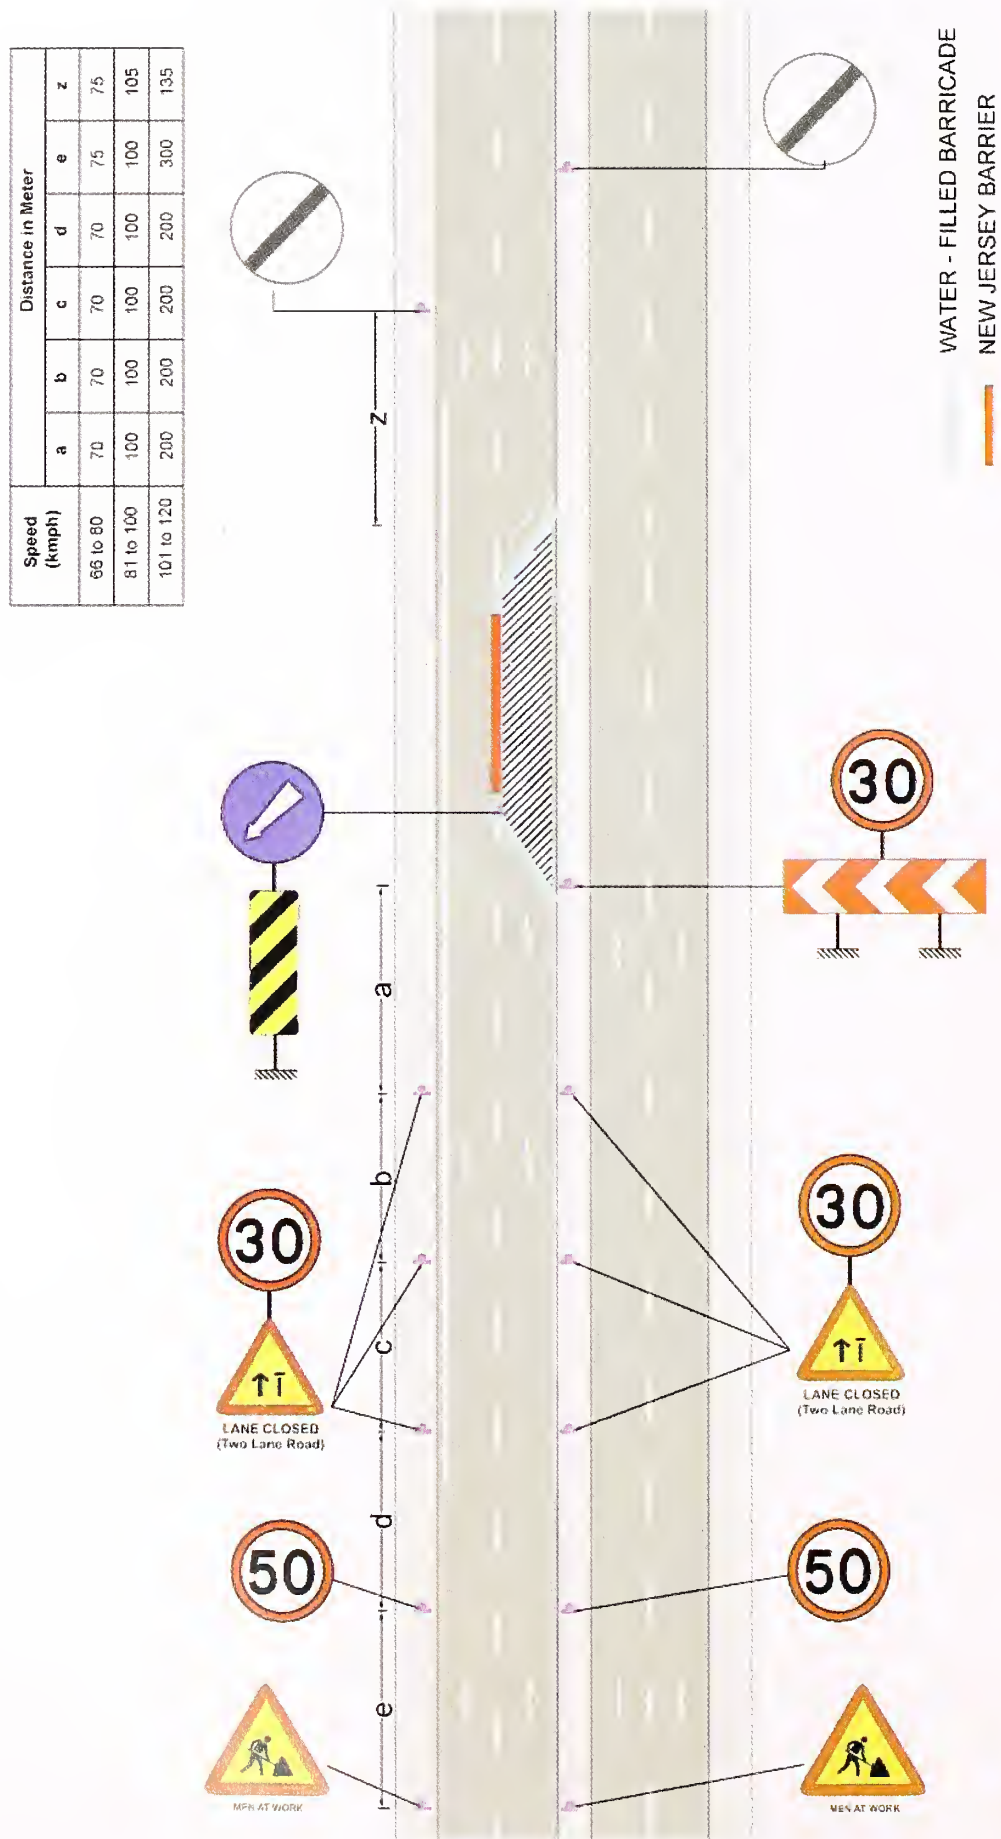 Speed (kmph) Distance in Meter
a b c d e z
66 to 80 70 70 70 70 75 75
81 to 100 100 100 100 100 100 105
101 to 120 200 200 200 200 300 135
z
WATER - FILLED BARRICADE
NEW JERSEY BARRIER
30
a
b
30
30
c
LANE CLOSED
(Two Lane Road)
LANE CLOSED
(Two Lane Road)
d
50
50
e
MEN AT WORK
MEN AT WORK